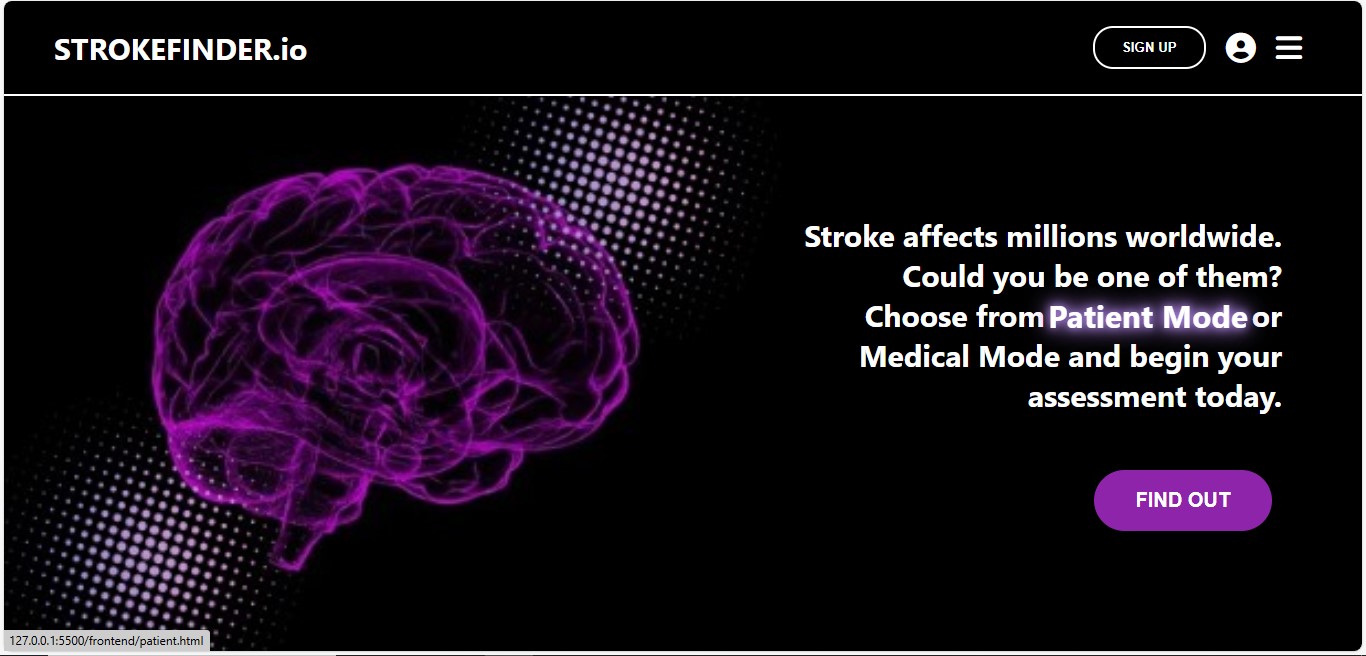 STROKEFINDER.io
SIGN UP
Stroke affects millions worldwide.
Could you be one of them?
Choose from Patient Mode or
Medical Mode and begin your
assessment today.
FIND OUT
127.0.0.1:5500/frontend/patient.html